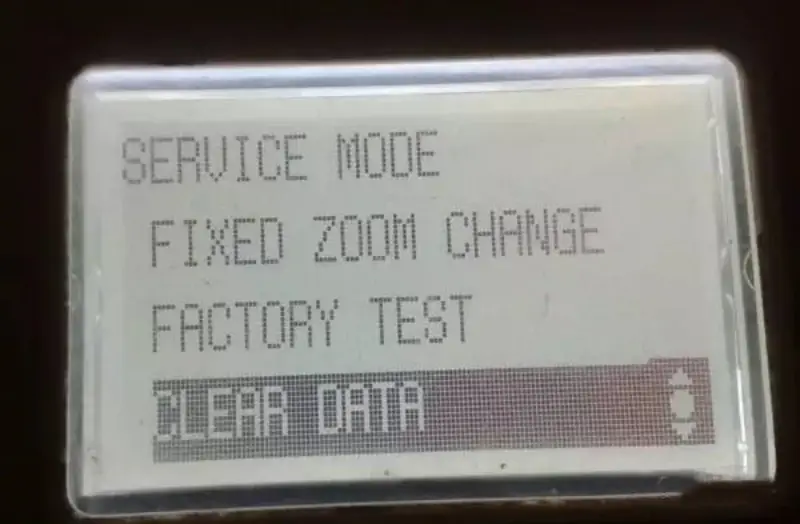 SERVICE MODE
FIXED ZOOM CHANGE
FACTORY TEST
CLEAR DATA